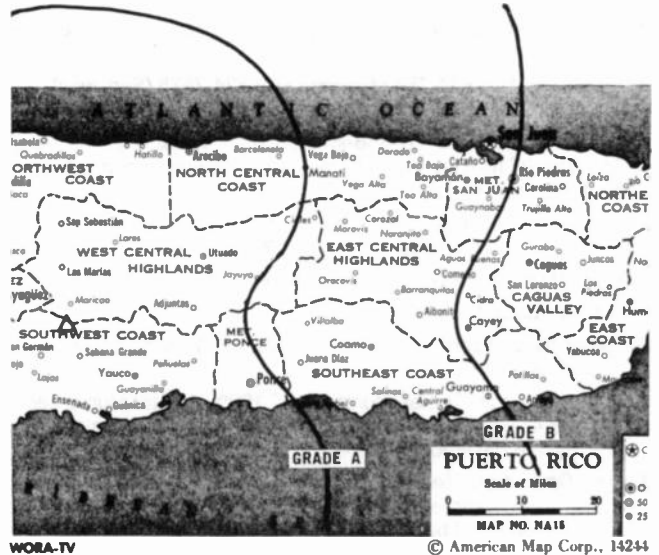 ATLANTIC OCEAN
San Juan
Quebradillas
Hatillo
Arecibo
Barceloneta
Vega Baja
Dorado
Toa Baja
Cataño
Bayamón
MET.
SAN JUAN
Río Piedras
Carolina
Loíza
NORTHWEST
COAST
NORTH CENTRAL
COAST
Manatí
Vega Alta
Toa Alta
Guaynabo
Trujillo Alto
NORTHE
COAST
San Sebastián
Ciales
Morovis
Corozal
Naranjito
Lares
Utuado
WEST CENTRAL
HIGHLANDS
EAST CENTRAL
HIGHLANDS
Aguas Buenas
Gurabo
Caguas
Juncos
Las Marías
Jayuya
Orocovis
Comerío
San Lorenzo
Las
Piedras
Maricao
Adjuntas
Barranquitas
Cidra
CAGUAS
VALLEY
Hum
SOUTHWEST COAST
MET.
PONCE
Villalba
Aibonito
Cayey
EAST
COAST
Sabana Grande
Coamo
Yabucoa
Lajas
Yauco
Peñuelas
Juana Díaz
SOUTHEAST COAST
Patillas
Guayanilla
Ponce
Salinas
Central
Aguirre
Guayama
Ensenada
Guánica
GRADE A
GRADE B
PUERTO RICO
Scale of Miles
0 10 20
MAP NO. NA15
C
O
50
25
WORA-TV
© American Map Corp., 14244